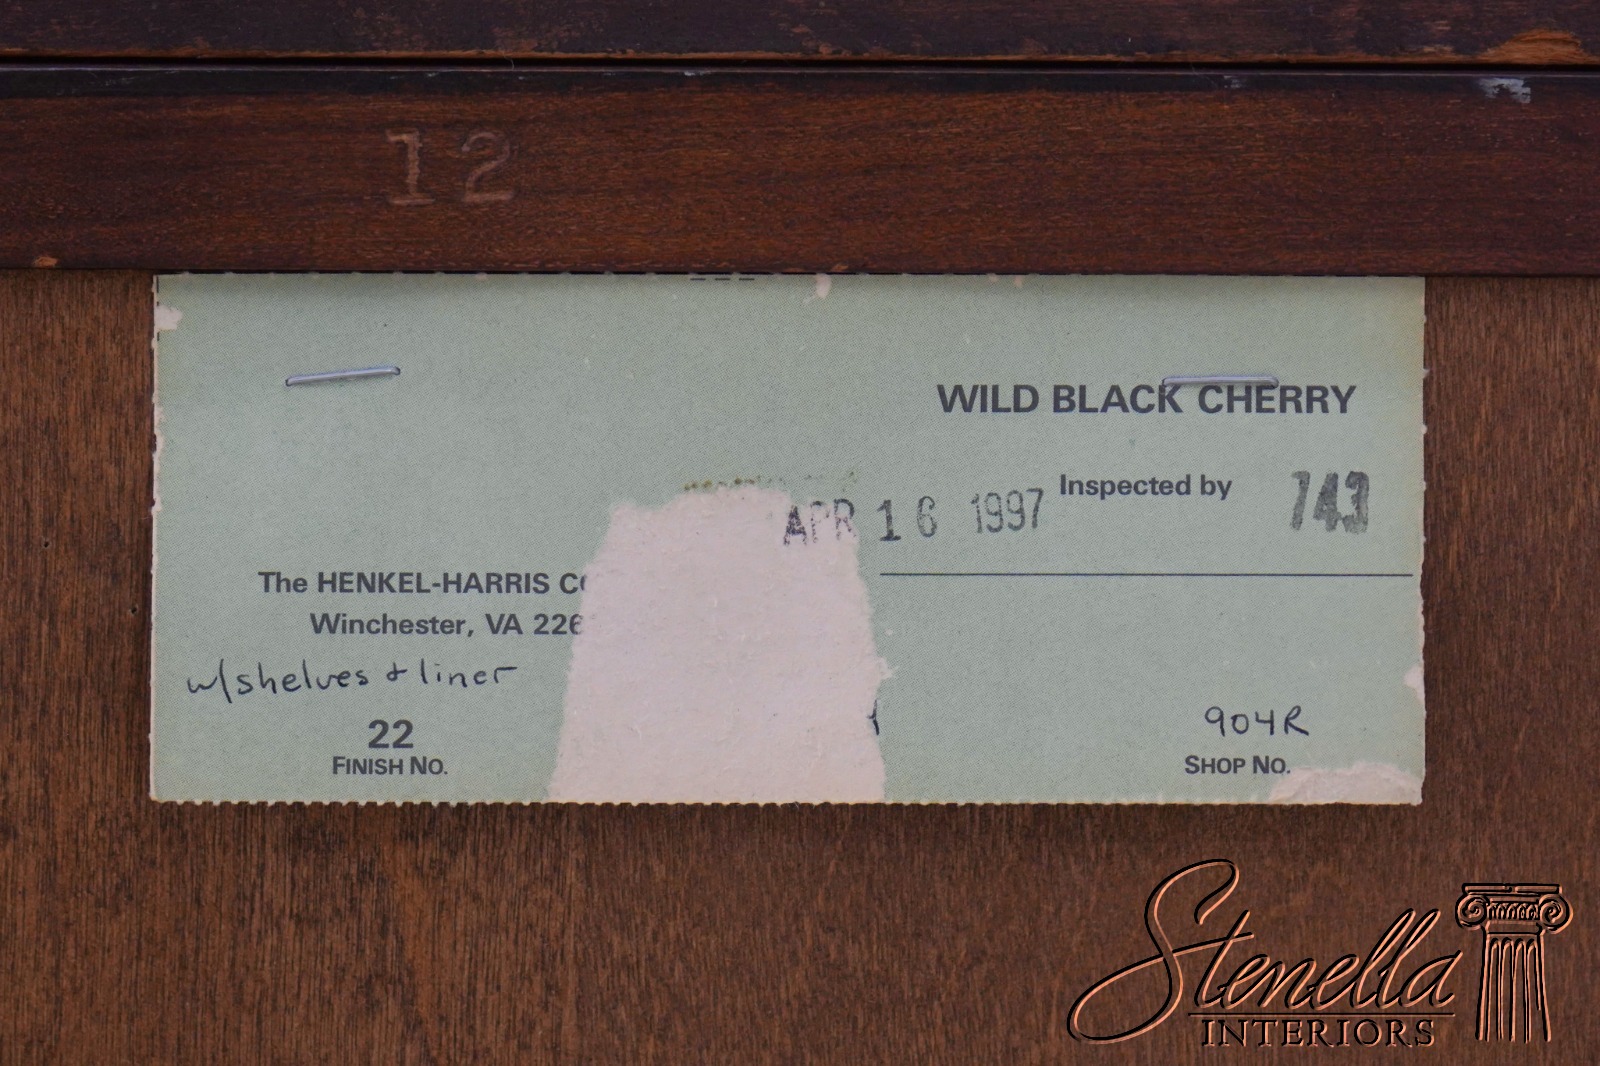 12
WILD BLACK CHERRY
Inspected by 743
APR 16 1997
The HENKEL-HARRIS CO
Winchester, VA 226
w/shelves + liner
22
FINISH NO.
904R
SHOP NO.
Stenella
INTERIORS